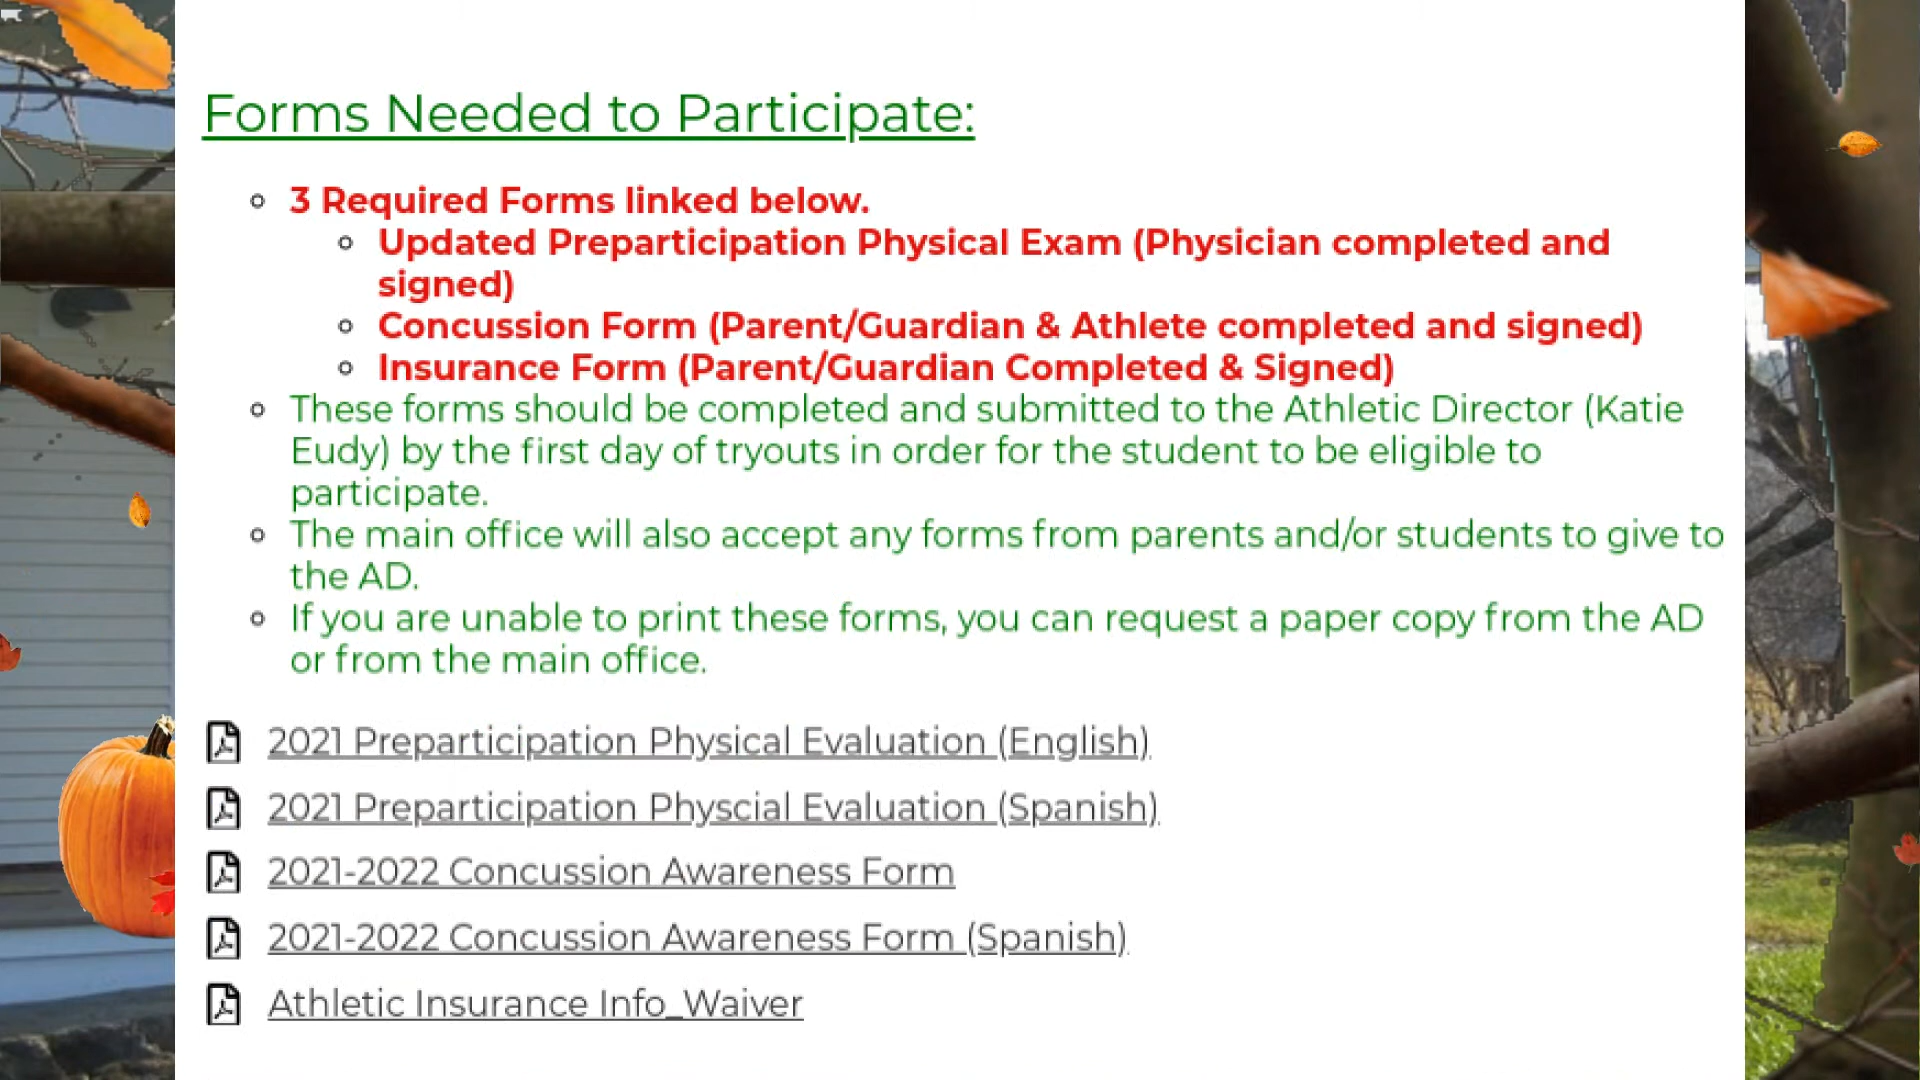 Forms Needed to Participate:
3 Required Forms linked below.
Updated Preparticipation Physical Exam (Physician completed and
signed)
Concussion Form (Parent/Guardian & Athlete completed and signed)
Insurance Form (Parent/Guardian Completed & Signed)
These forms should be completed and submitted to the Athletic Director (Katie
Eudy) by the first day of tryouts in order for the student to be eligible to
participate.
The main office will also accept any forms from parents and/or students to give to
the AD.
If you are unable to print these forms, you can request a paper copy from the AD
or from the main office.
2021 Preparticipation Physical Evaluation (English)
2021 Preparticipation Physcial Evaluation (Spanish)
2021-2022 Concussion Awareness Form
2021-2022 Concussion Awareness Form (Spanish)
Athletic Insurance Info_Waiver